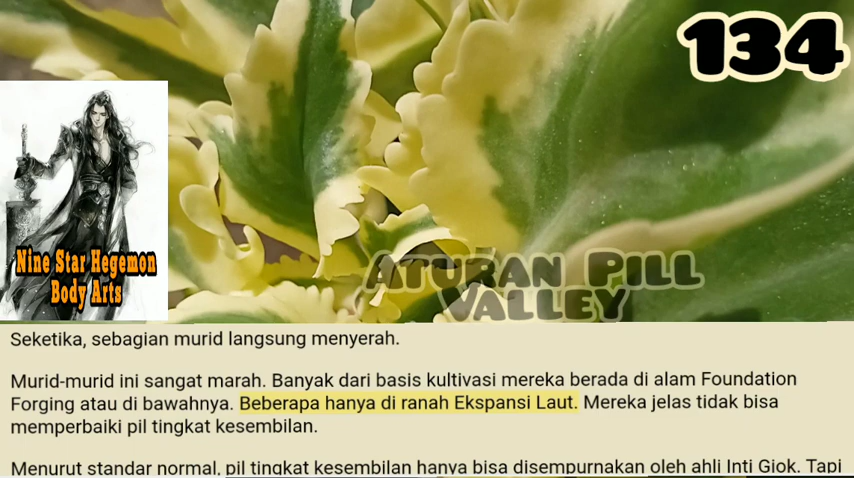 134
Nine Star Hegemon
Body Arts
ATURAN PILL
VALLEY
Seketika, sebagian murid langsung menyerah.
Murid-murid ini sangat marah. Banyak dari basis kultivasi mereka berada di alam Foundation
Forging atau di bawahnya. Beberapa hanya di ranah Ekspansi Laut. Mereka jelas tidak bisa
memperbaiki pil tingkat kesembilan.
Menurut standar normal, pil tingkat kesembilan hanya bisa disempurnakan oleh ahli Inti Giok. Tapi